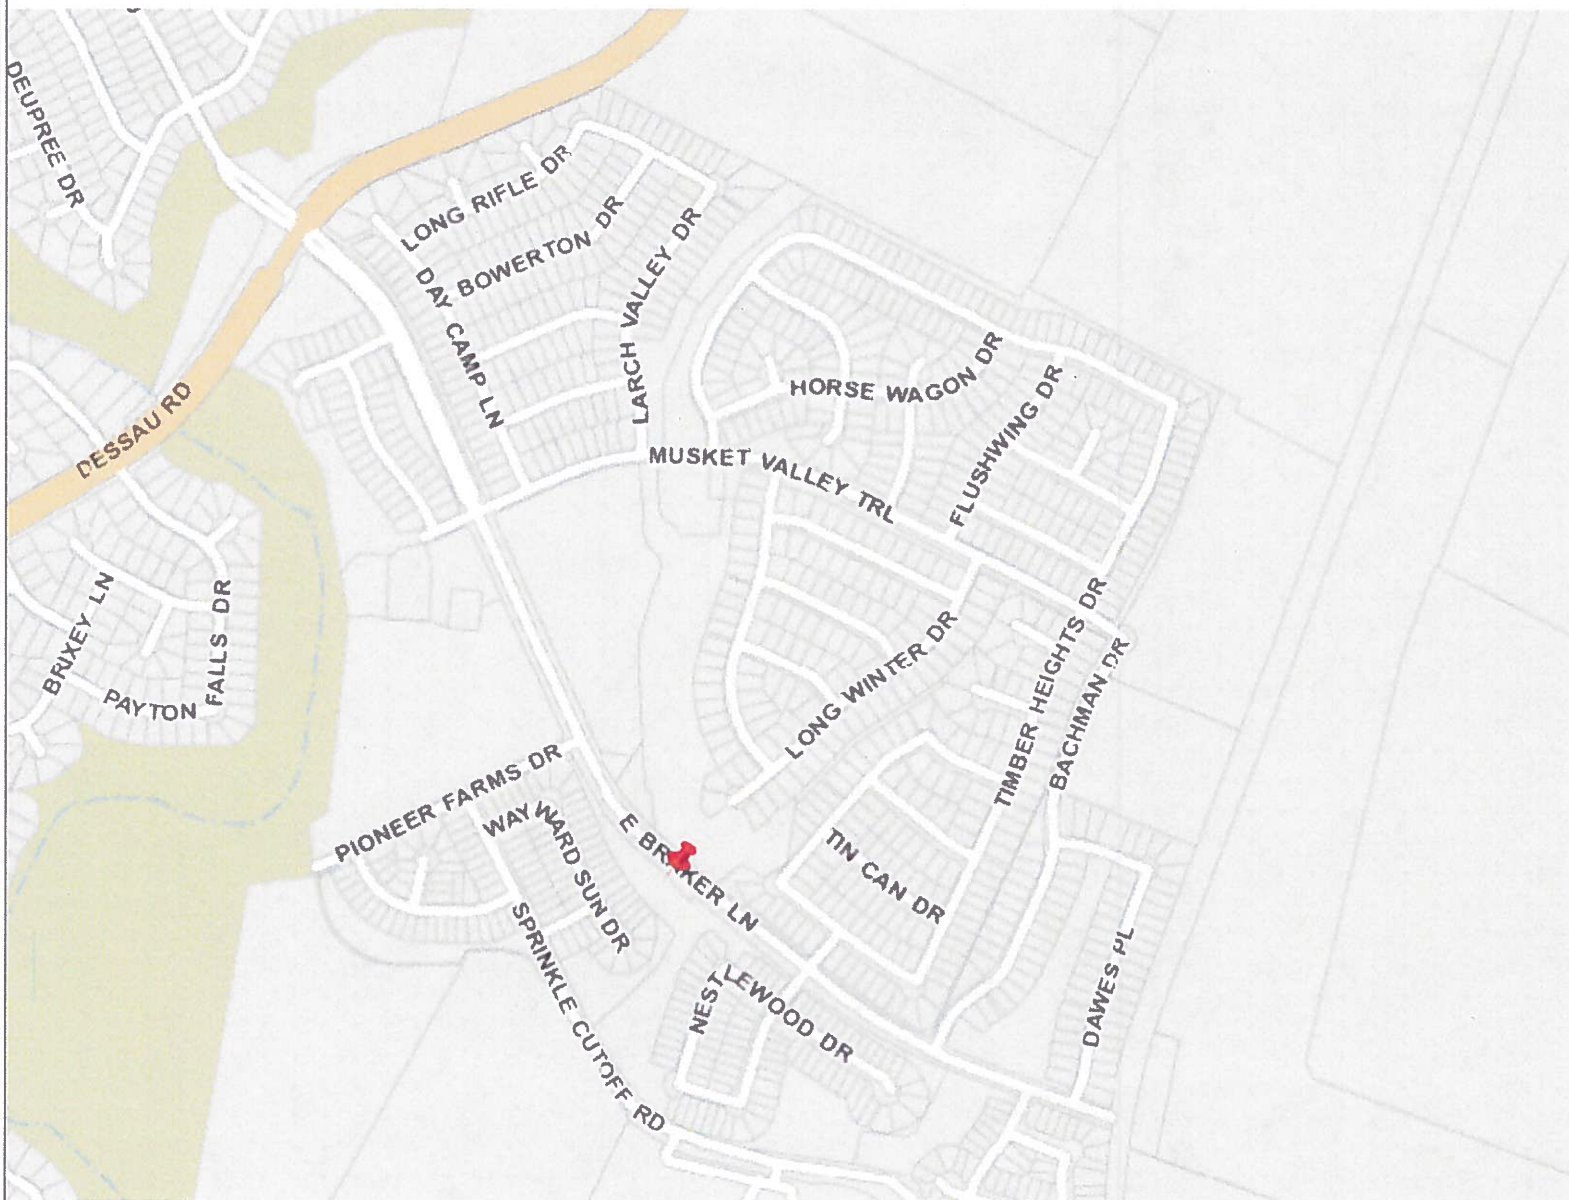 DEUPREE DR
LONG RIFLE DR
BOWERTON DR
DAY CAMP LN
LARCH VALLEY DR
HORSE WAGON DR
FLUSHWING DR
DESSAU RD
MUSKET VALLEY TRL
BRIXEY LN
PAYTON FALLS DR
LONG WINTER DR
TIMBER HEIGHTS DR
BACHMAN DR
PIONEER FARMS DR
WAYWARD SUN DR
E BRAKER LN
TIN CAN DR
SPRINKLE CUTOFF RD
NESTLEWOOD DR
DAWES PL